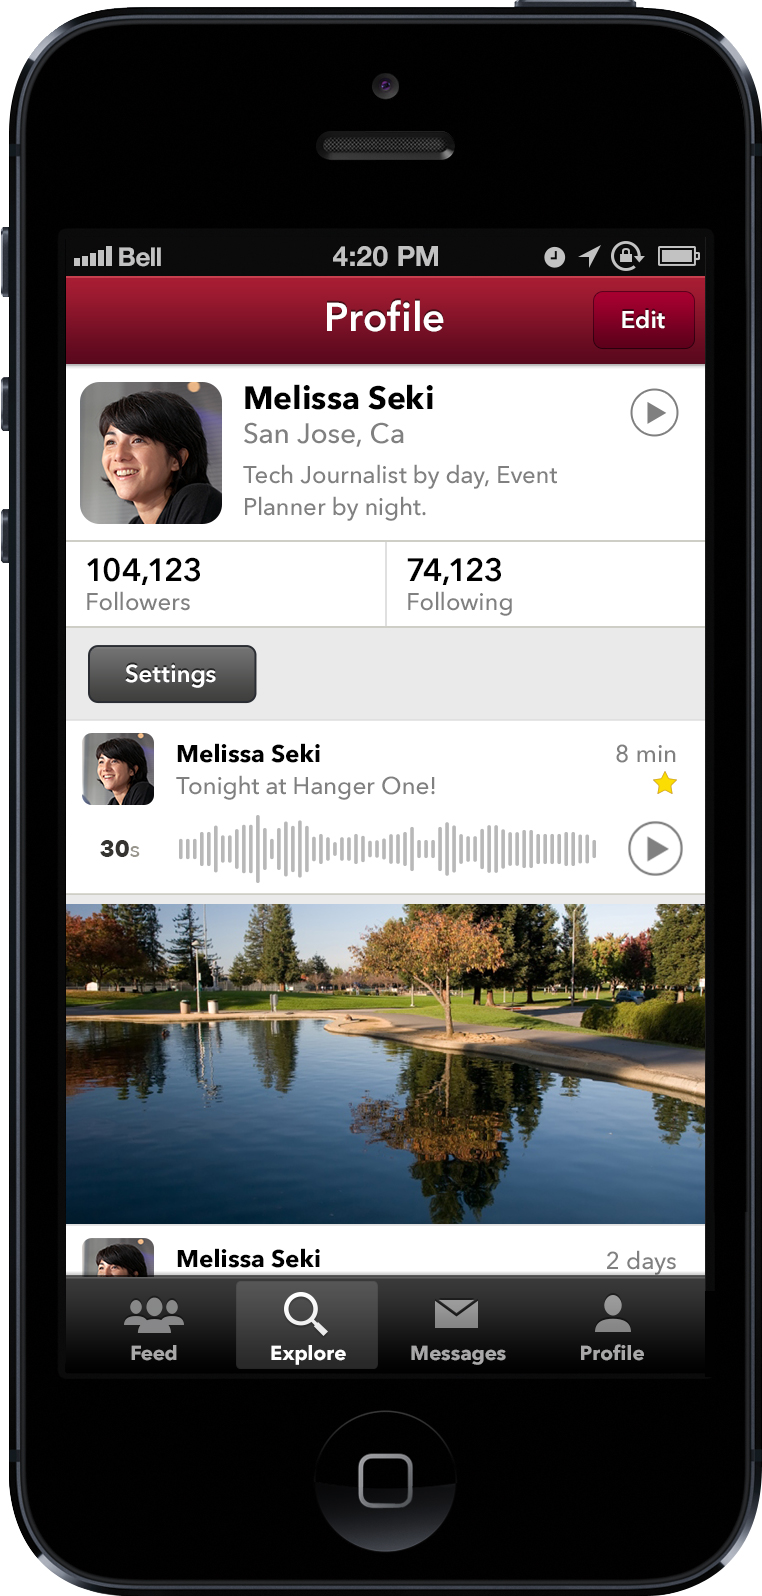 Bell 4:20 PM
Profile Edit
Melissa Seki
San Jose, Ca
Tech Journalist by day, Event
Planner by night.
104,123 74,123
Followers Following
Settings
Melissa Seki 8 min
Tonight at Hanger One!
30s
Melissa Seki 2 days
Feed Explore Messages Profile